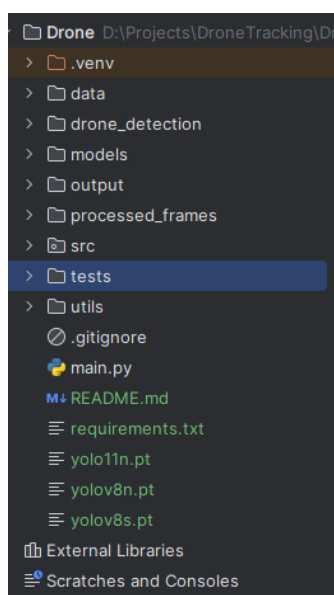 Drone D:\Projects\DroneTracking\Dr
.venv
data
drone_detection
models
output
processed_frames
src
tests
utils
.gitignore
main.py
M↓ README.md
requirements.txt
yolo11n.pt
yolov8n.pt
yolov8s.pt
External Libraries
Scratches and Consoles